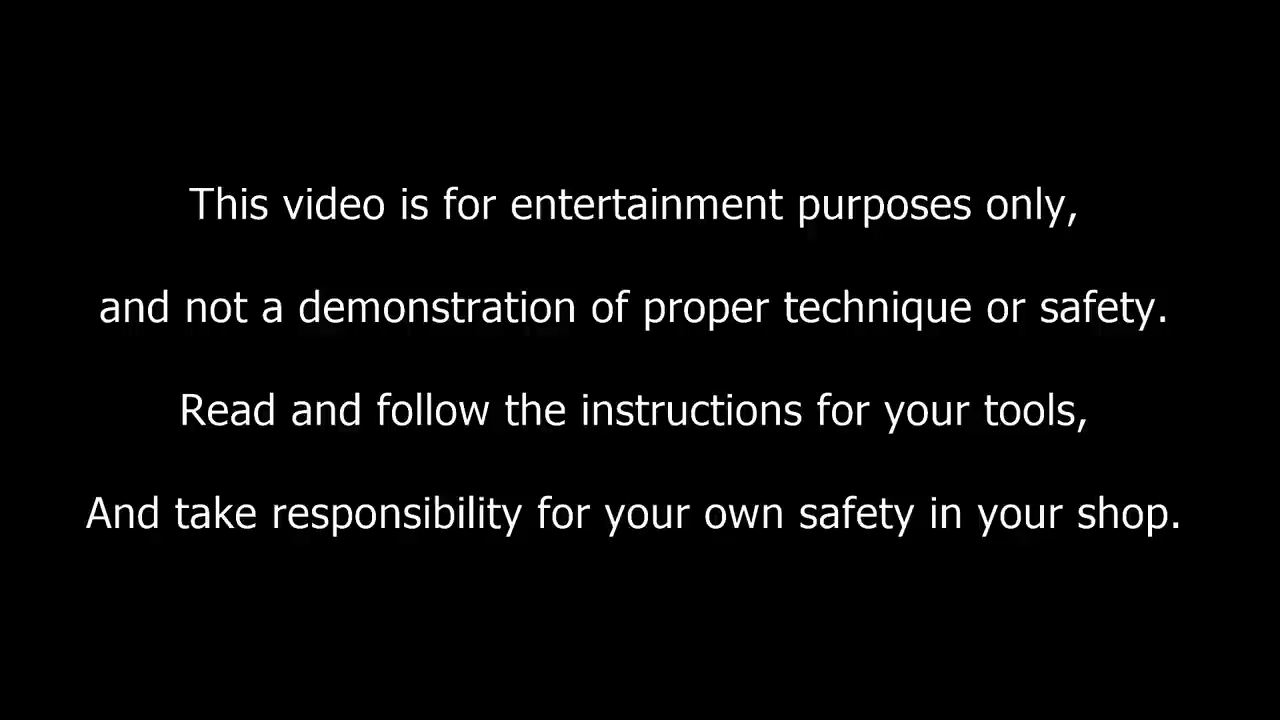 This video is for entertainment purposes only,
and not a demonstration of proper technique or safety.
Read and follow the instructions for your tools,
And take responsibility for your own safety in your shop.